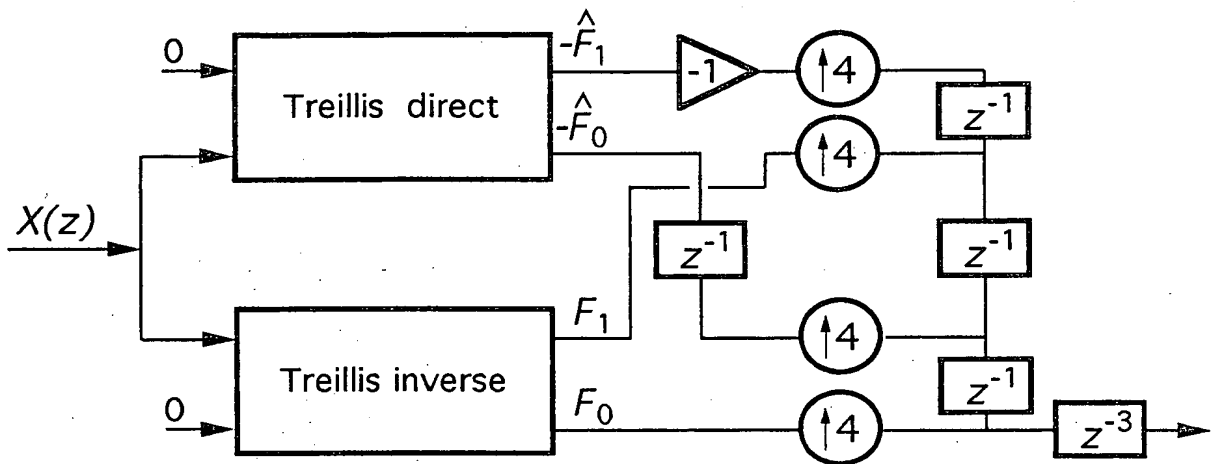 0
Treillis direct
-F̂₁
-1
↑4
z⁻¹
-F̂₀
↑4
X(z)
z⁻¹
z⁻¹
F₁
↑4
Treillis inverse
z⁻¹
0
F₀
↑4
z⁻³